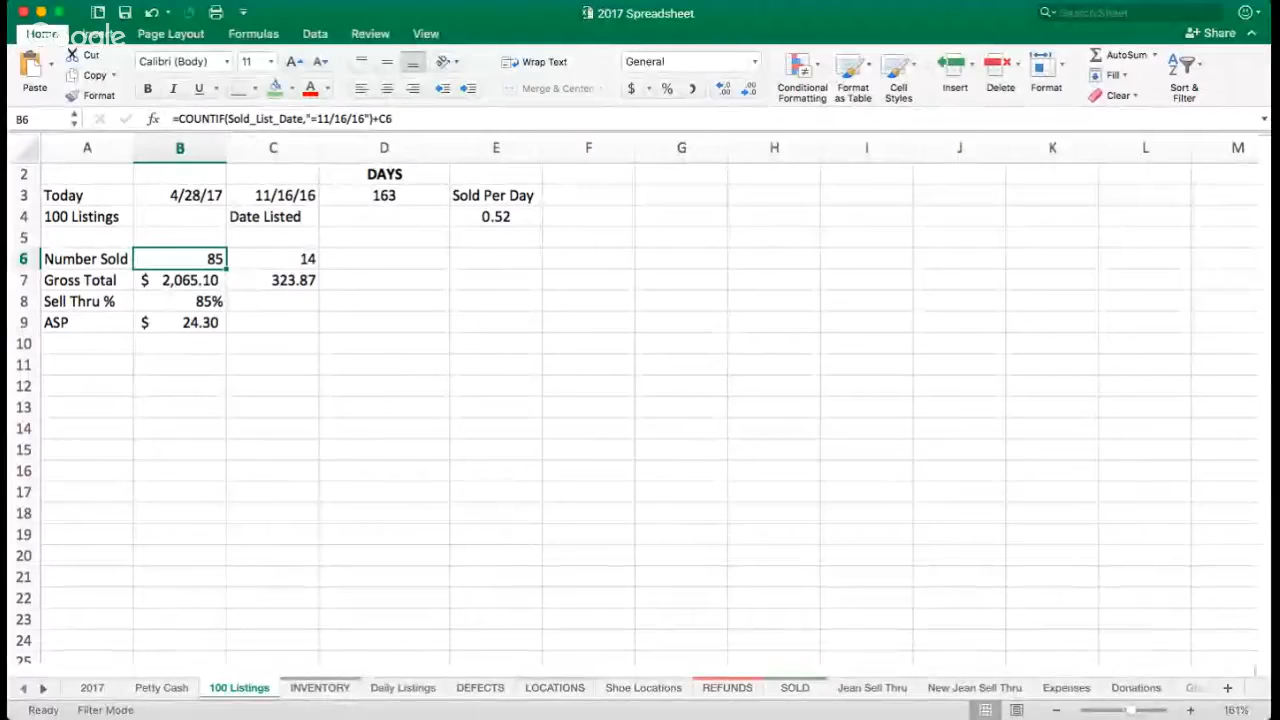 2017 Spreadsheet
Search Sheet
Google
Home
Page Layout
Formulas
Data
Review
View
Share
Paste
Cut
Copy
Format
Calibri (Body)
11
A
A
B I U
A
Wrap Text
Merge & Center
General
$ % )
Conditional Formatting
Format as Table
Cell Styles
Insert
Delete
Format
AutoSum
Fill
Clear
Sort & Filter
B6 fx =COUNTIF(Sold_List_Date,"=11/16/16")+C6
A B C D E F G H I J K L M
2 DAYS
3 Today 4/28/17 11/16/16 163 Sold Per Day
4 100 Listings Date Listed 0.52
5
6 Number Sold 85 14
7 Gross Total $ 2,065.10 323.87
8 Sell Thru % 85%
9 ASP $ 24.30
10
11
12
13
14
15
16
17
18
19
20
21
22
23
24
25
2017 Petty Cash 100 Listings INVENTORY Daily Listings DEFECTS LOCATIONS Shoe Locations REFUNDS SOLD Jean Sell Thru New Jean Sell Thru Expenses Donations
Ready Filter Mode 161%